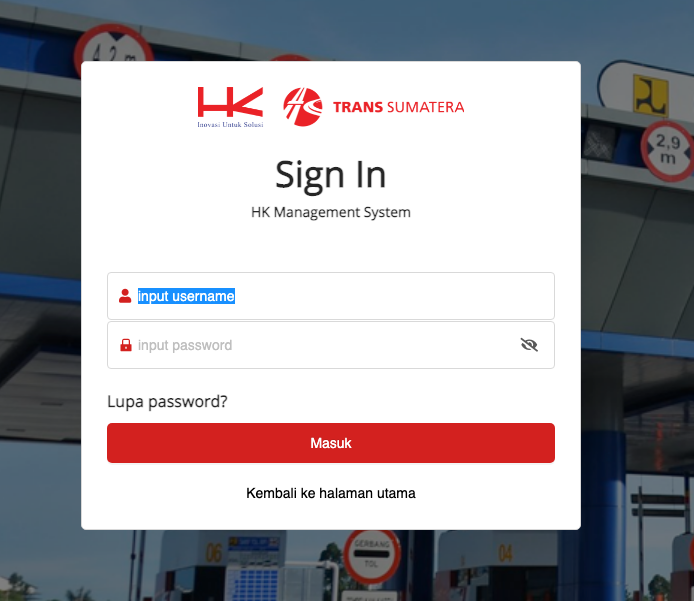 4,2 m
HK
Inovasi Untuk Solusi
TRANS SUMATERA
2,9
m
Sign In
HK Management System
input username
input password
Lupa password?
Masuk
Kembali ke halaman utama
06
GERBANG
TOL
04